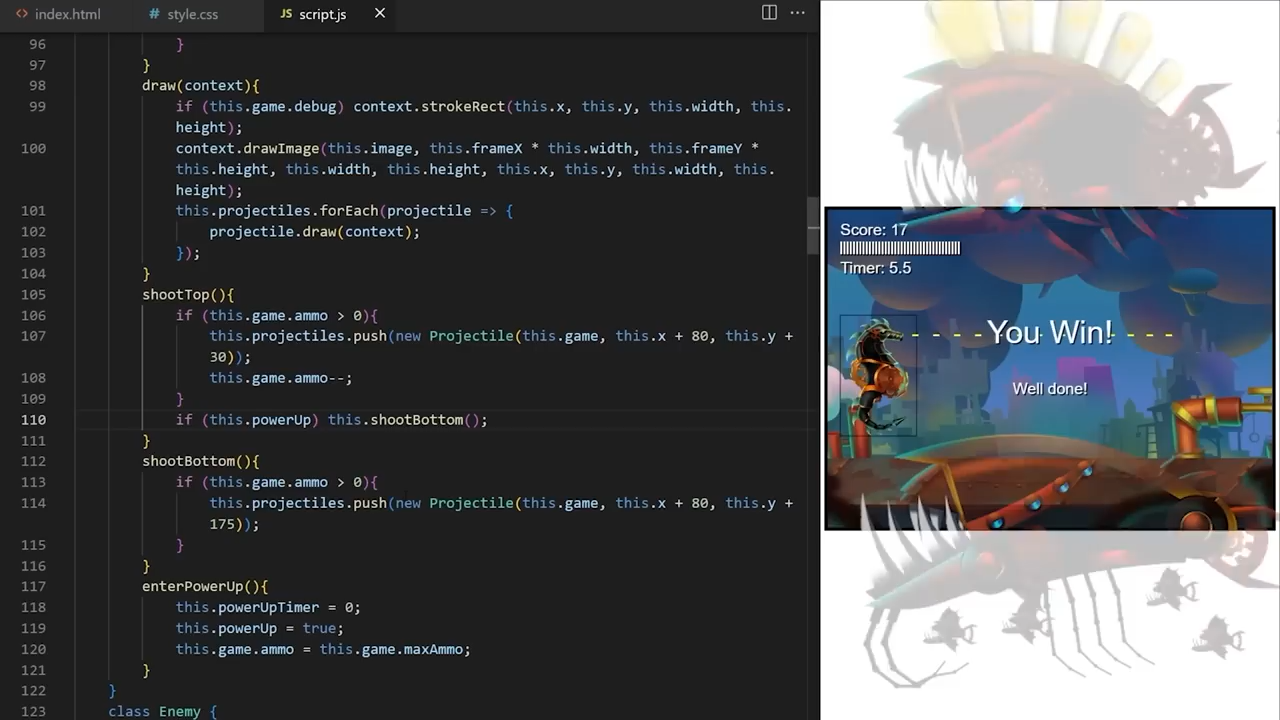 index.html
style.css
JS script.js
96 }
97 }
98 draw(context){
99 if (this.game.debug) context.strokeRect(this.x, this.y, this.width, this.
height);
100 context.drawImage(this.image, this.frameX * this.width, this.frameY *
this.height, this.width, this.height, this.x, this.y, this.width, this.
height);
101 this.projectiles.forEach(projectile => {
102 projectile.draw(context);
103 });
104 }
105 shootTop(){
106 if (this.game.ammo > 0){
107 this.projectiles.push(new Projectile(this.game, this.x + 80, this.y +
30));
108 this.game.ammo--;
109 }
110 if (this.powerUp) this.shootBottom();
111 }
112 shootBottom(){
113 if (this.game.ammo > 0){
114 this.projectiles.push(new Projectile(this.game, this.x + 80, this.y +
175));
115 }
116 }
117 enterPowerUp(){
118 this.powerUpTimer = 0;
119 this.powerUp = true;
120 this.game.ammo = this.game.maxAmmo;
121 }
122 }
123 class Enemy {
Score: 17
Timer: 5.5
You Win!
Well done!